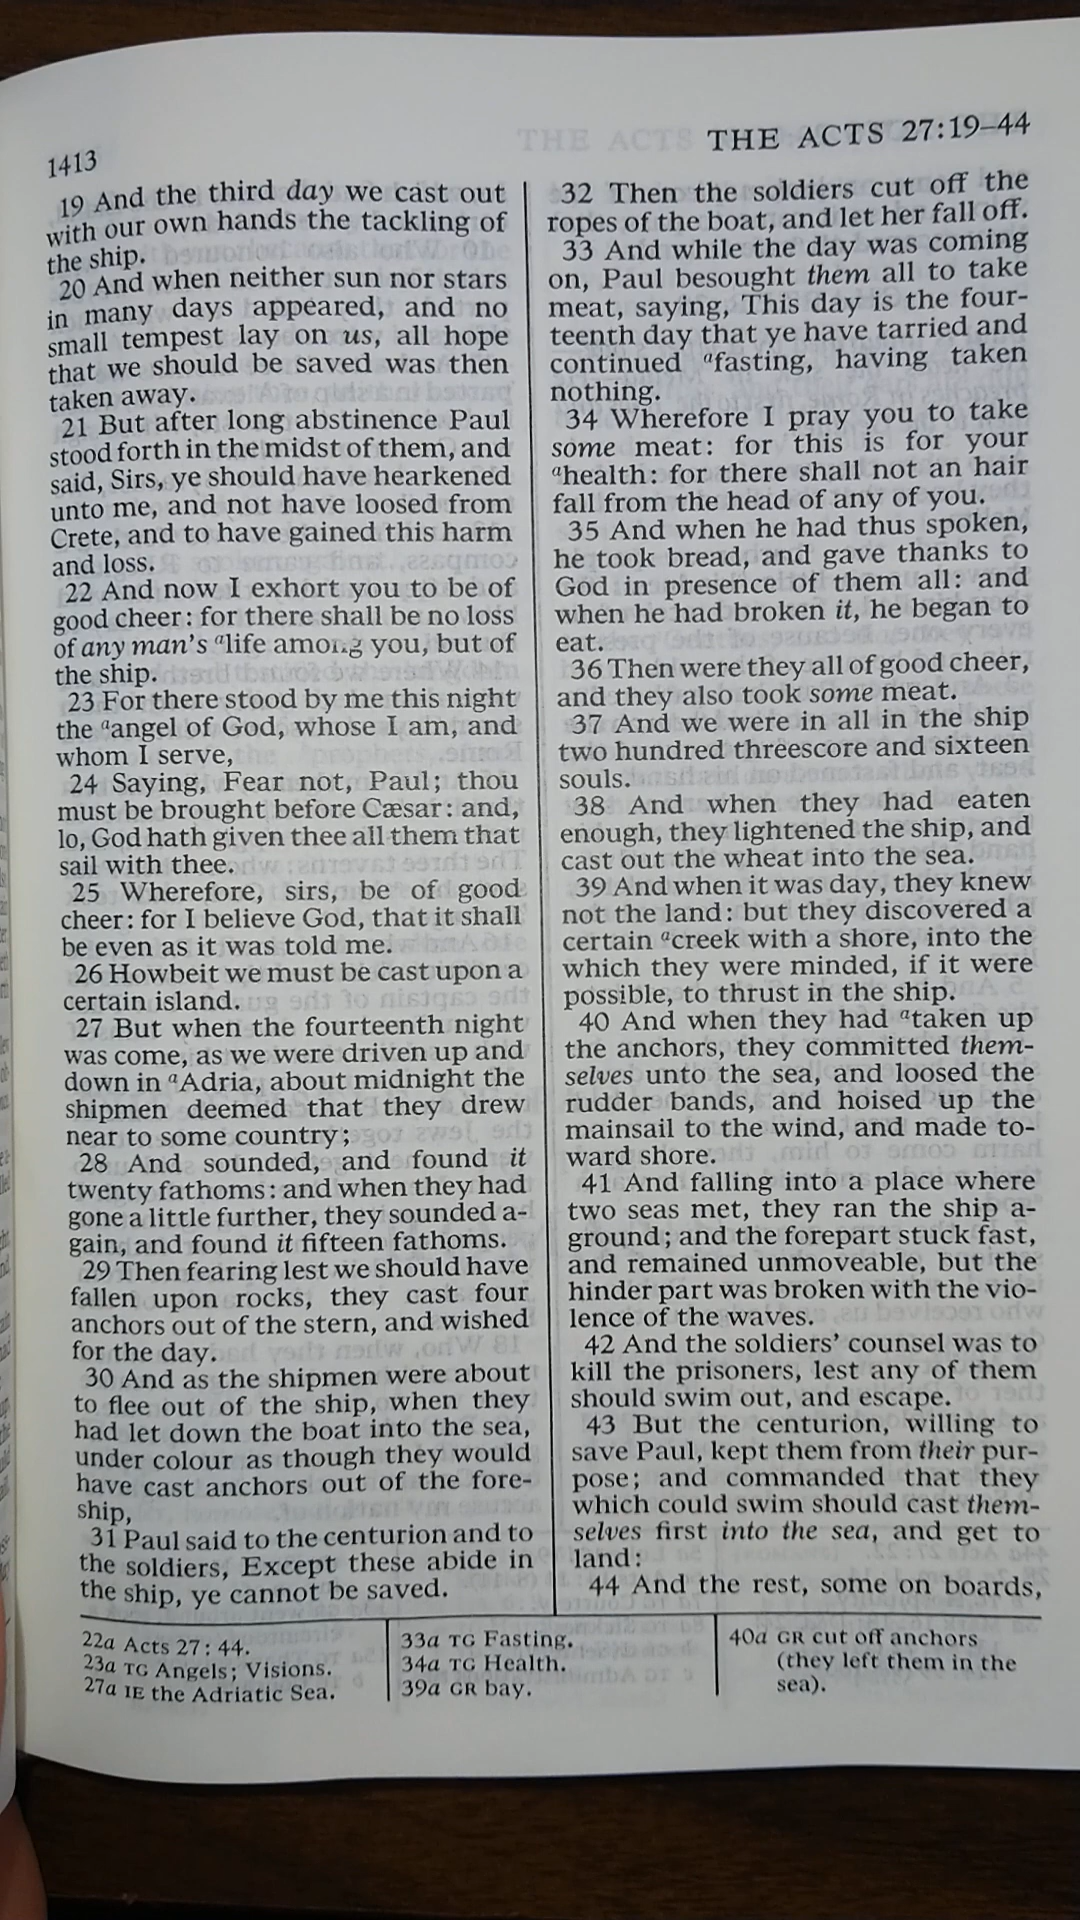 1413
THE ACTS 27:19–44
19 And the third day we cast out
with our own hands the tackling of
the ship.
20 And when neither sun nor stars
in many days appeared, and no
small tempest lay on us, all hope
that we should be saved was then
taken away.
21 But after long abstinence Paul
stood forth in the midst of them, and
said, Sirs, ye should have hearkened
unto me, and not have loosed from
Crete, and to have gained this harm
and loss.
22 And now I exhort you to be of
good cheer: for there shall be no loss
of any man's alife among you, but of
the ship.
23 For there stood by me this night
the aangel of God, whose I am, and
whom I serve,
24 Saying, Fear not, Paul; thou
must be brought before Cæsar: and,
lo, God hath given thee all them that
sail with thee.
25 Wherefore, sirs, be of good
cheer: for I believe God, that it shall
be even as it was told me.
26 Howbeit we must be cast upon a
certain island.
27 But when the fourteenth night
was come, as we were driven up and
down in aAdria, about midnight the
shipmen deemed that they drew
near to some country;
28 And sounded, and found it
twenty fathoms: and when they had
gone a little further, they sounded a-
gain, and found it fifteen fathoms.
29 Then fearing lest we should have
fallen upon rocks, they cast four
anchors out of the stern, and wished
for the day.
30 And as the shipmen were about
to flee out of the ship, when they
had let down the boat into the sea,
under colour as though they would
have cast anchors out of the fore-
ship,
31 Paul said to the centurion and to
the soldiers, Except these abide in
the ship, ye cannot be saved.
32 Then the soldiers cut off the
ropes of the boat, and let her fall off.
33 And while the day was coming
on, Paul besought them all to take
meat, saying, This day is the four-
teenth day that ye have tarried and
continued afasting, having taken
nothing.
34 Wherefore I pray you to take
some meat: for this is for your
ahealth: for there shall not an hair
fall from the head of any of you.
35 And when he had thus spoken,
he took bread, and gave thanks to
God in presence of them all: and
when he had broken it, he began to
eat.
36 Then were they all of good cheer,
and they also took some meat.
37 And we were in all in the ship
two hundred threescore and sixteen
souls.
38 And when they had eaten
enough, they lightened the ship, and
cast out the wheat into the sea.
39 And when it was day, they knew
not the land: but they discovered a
certain acreek with a shore, into the
which they were minded, if it were
possible, to thrust in the ship.
40 And when they had ataken up
the anchors, they committed them-
selves unto the sea, and loosed the
rudder bands, and hoised up the
mainsail to the wind, and made to-
ward shore.
41 And falling into a place where
two seas met, they ran the ship a-
ground; and the forepart stuck fast,
and remained unmoveable, but the
hinder part was broken with the vio-
lence of the waves.
42 And the soldiers' counsel was to
kill the prisoners, lest any of them
should swim out, and escape.
43 But the centurion, willing to
save Paul, kept them from their pur-
pose; and commanded that they
which could swim should cast them-
selves first into the sea, and get to
land:
44 And the rest, some on boards,
22a Acts 27:44.
23a TG Angels; Visions.
27a IE the Adriatic Sea.
33a TG Fasting.
34a TG Health.
39a GR bay.
40a GR cut off anchors
(they left them in the
sea).